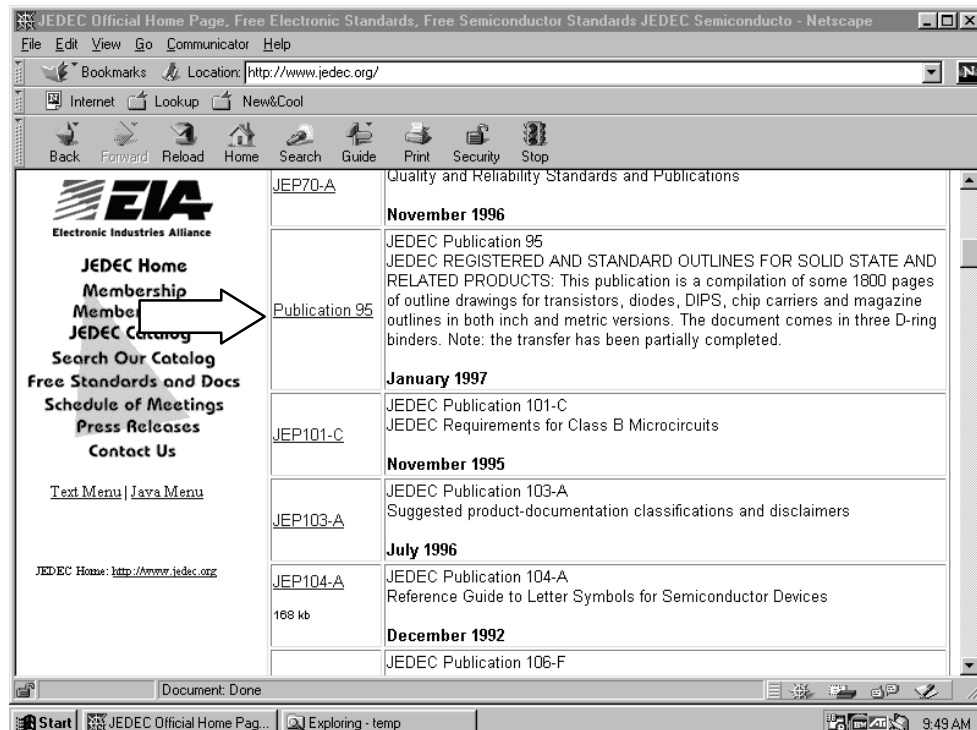 JEDEC Official Home Page, Free Electronic Standards, Free Semiconductor Standards JEDEC Semiconducto - Netscape
File Edit View Go Communicator Help
Bookmarks Location: http://www.jedec.org/
N
Internet Lookup New&Cool
Back Forward Reload Home Search Guide Print Security Stop
EIA
Electronic Industries Alliance
JEDEC Home
Membership
Member
JEDEC Catalog
Search Our Catalog
Free Standards and Docs
Schedule of Meetings
Press Releases
Contact Us
Text Menu | Java Menu
JEDEC Home: http://www.jedec.org
JEP70-A
Quality and Reliability Standards and Publications
November 1996
Publication 95
JEDEC Publication 95
JEDEC REGISTERED AND STANDARD OUTLINES FOR SOLID STATE AND
RELATED PRODUCTS: This publication is a compilation of some 1800 pages
of outline drawings for transistors, diodes, DIPS, chip carriers and magazine
outlines in both inch and metric versions. The document comes in three D-ring
binders. Note: the transfer has been partially completed.
January 1997
JEP101-C
JEDEC Publication 101-C
JEDEC Requirements for Class B Microcircuits
November 1995
JEP103-A
JEDEC Publication 103-A
Suggested product-documentation classifications and disclaimers
July 1996
JEP104-A
168 kb
JEDEC Publication 104-A
Reference Guide to Letter Symbols for Semiconductor Devices
December 1992
JEDEC Publication 106-F
Document: Done
Start JEDEC Official Home Pag... Exploring - temp 9:49 AM